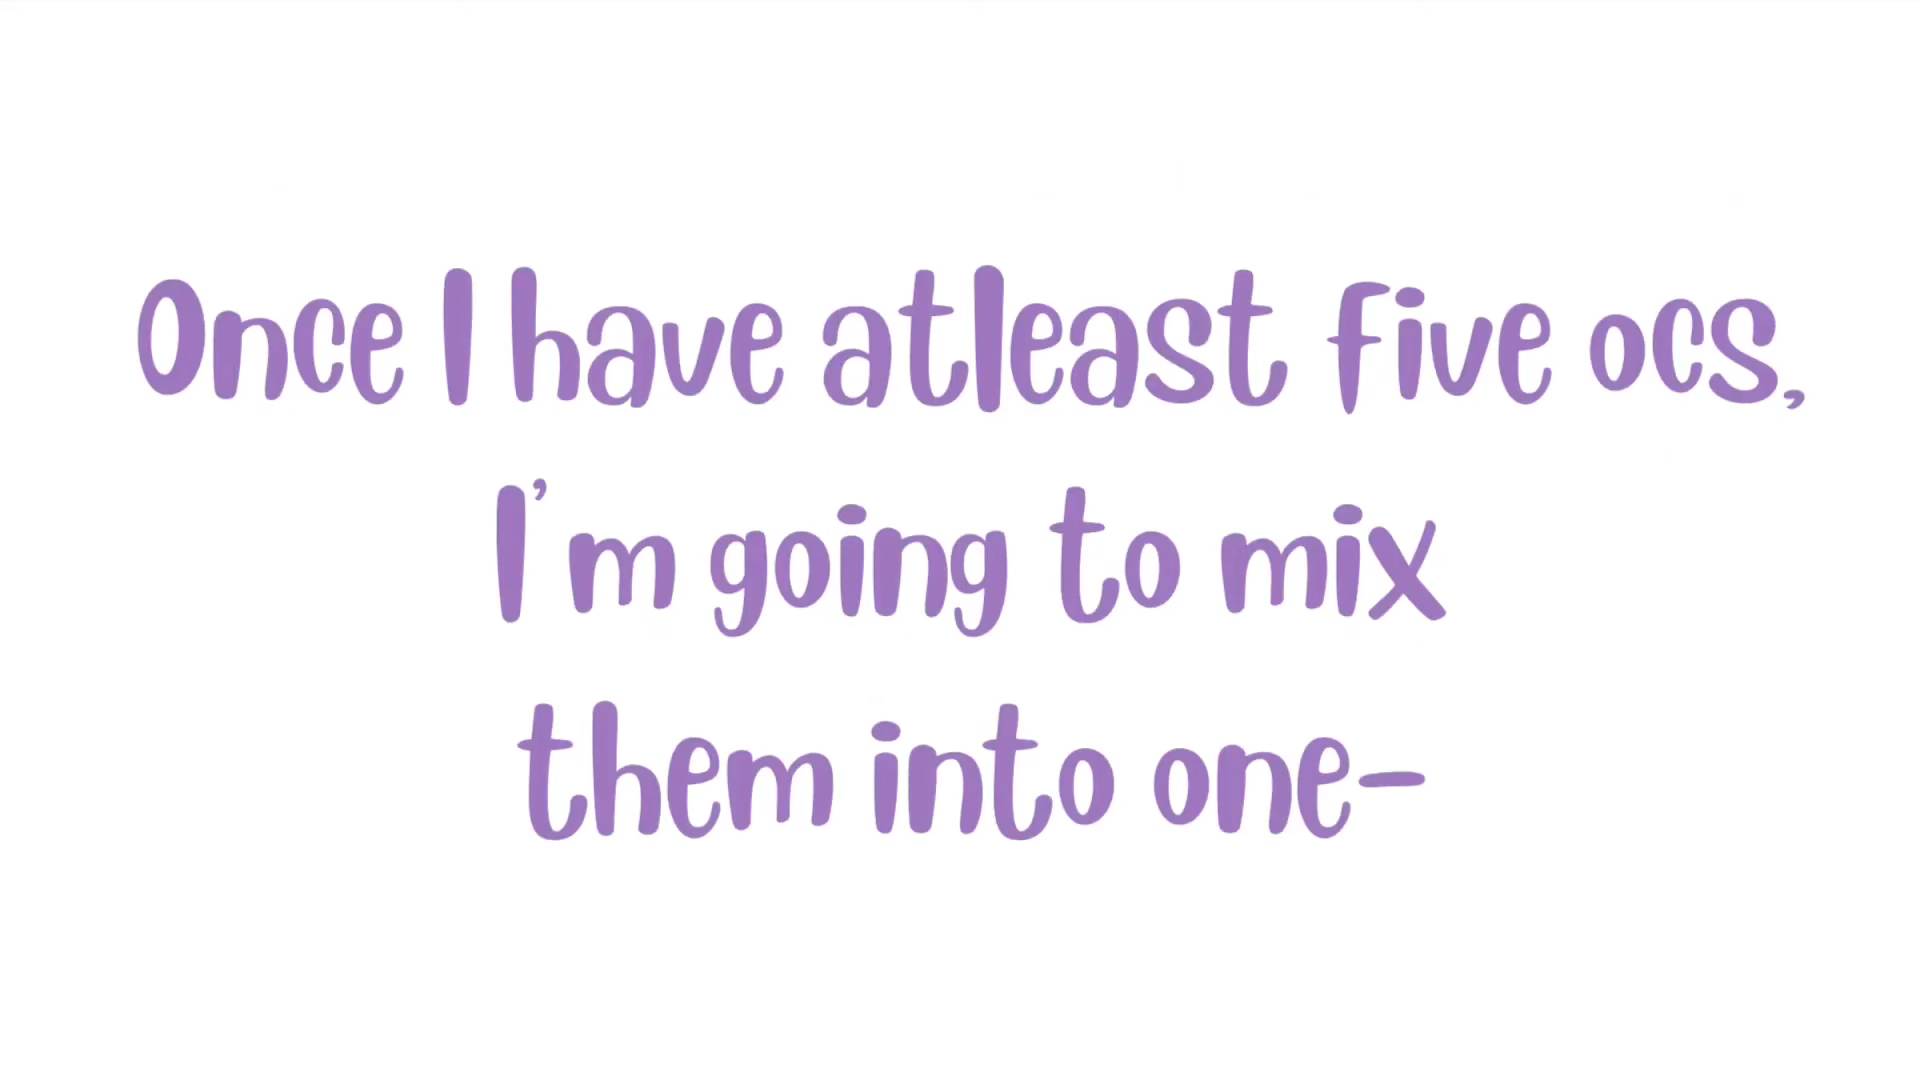 Once I have atleast five ocs,
I'm going to mix
them into one-